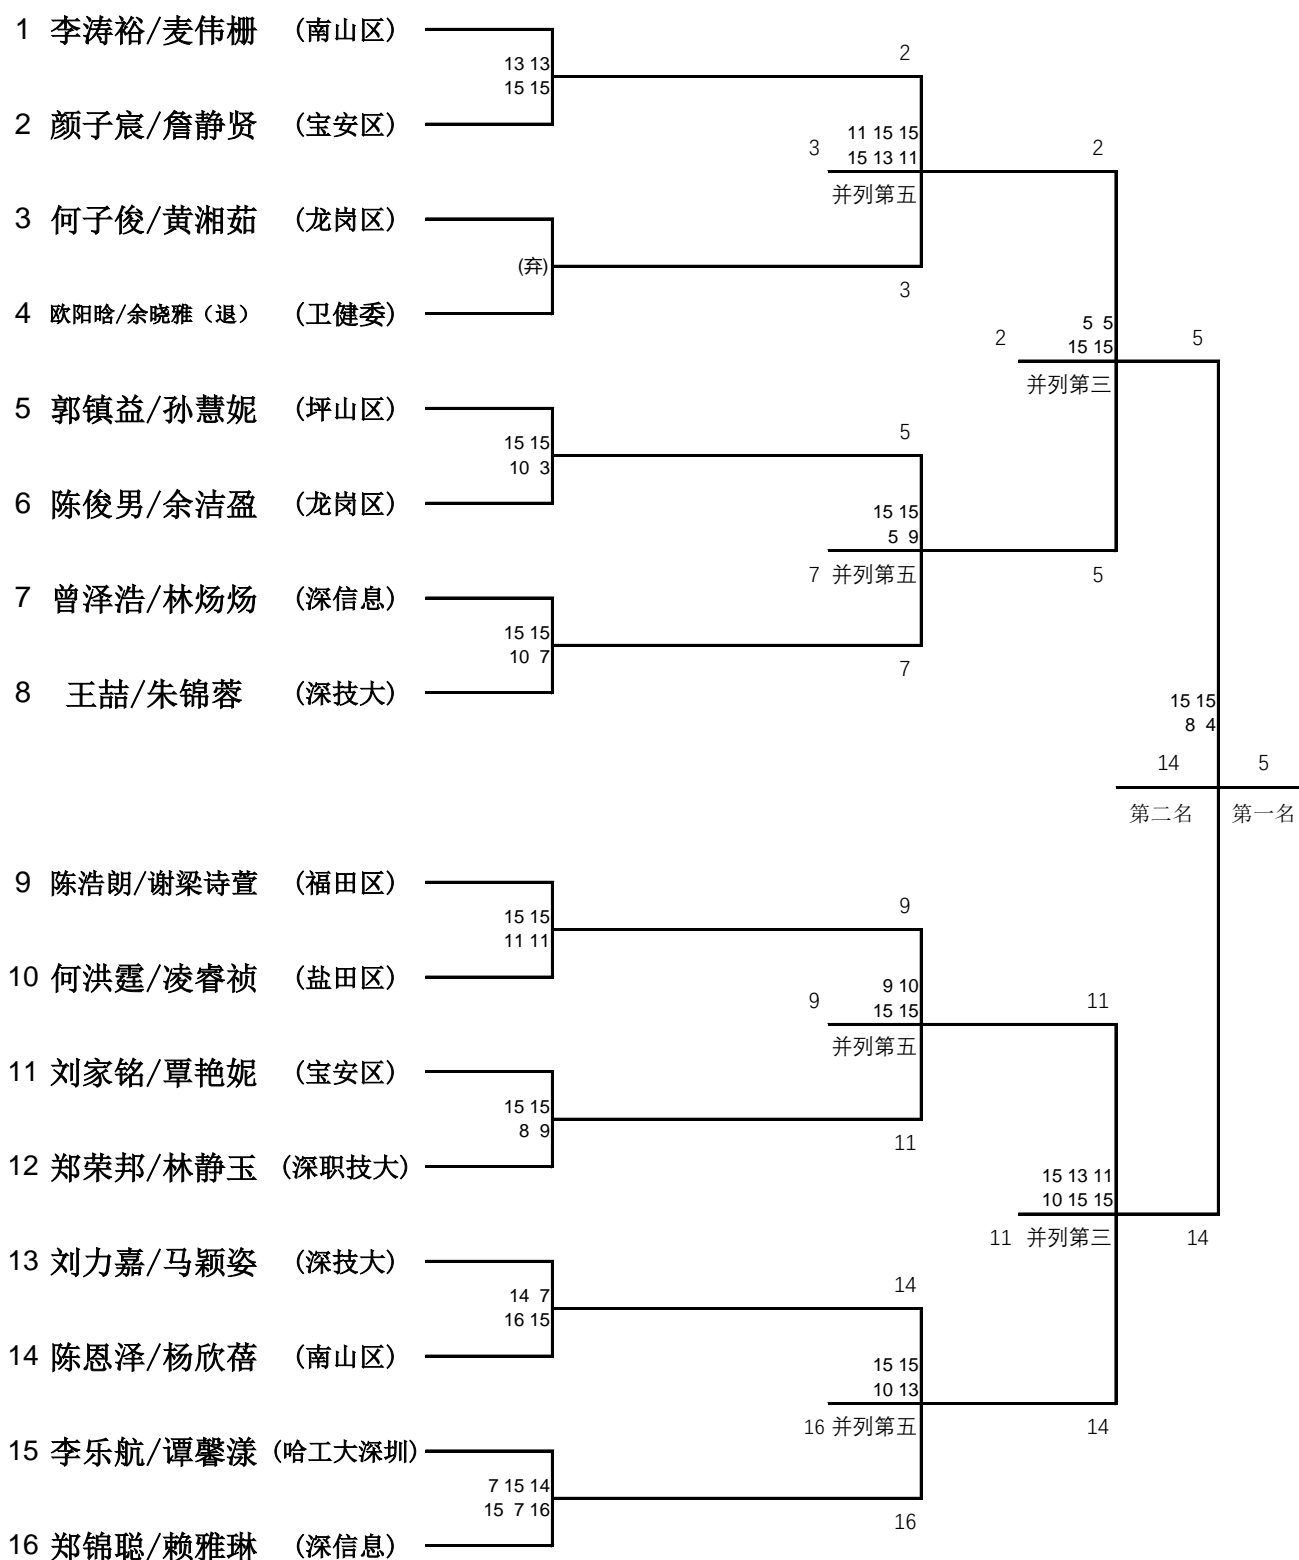 1 李涛裕/麦伟栅 (南山区)
2
13 13
15 15
2 颜子宸/詹静贤 (宝安区)
11 15 15
3
2
15 13 11
并列第五
3 何子俊/黄湘茹 (龙岗区)
(弃)
3
4 欧阳晗/余晓雅（退） (卫健委)
5 5
2
15 15
5
并列第三
5 郭镇益/孙慧妮 (坪山区)
5
15 15
10 3
6 陈俊男/余洁盈 (龙岗区)
15 15
5 9
7 并列第五
5
7 曾泽浩/林炀炀 (深信息)
15 15
10 7
7
8 王喆/朱锦蓉 (深技大)
15 15
8 4
14
5
第二名
第一名
9 陈浩朗/谢梁诗萱 (福田区)
9
15 15
11 11
10 何洪霆/凌睿祯 (盐田区)
9 10
9
11
15 15
并列第五
11 刘家铭/覃艳妮 (宝安区)
15 15
8 9
11
12 郑荣邦/林静玉 (深职技大)
15 13 11
10 15 15
11 并列第三
14
13 刘力嘉/马颖姿 (深技大)
14
14 7
16 15
14 陈恩泽/杨欣蓓 (南山区)
15 15
10 13
16 并列第五
14
15 李乐航/谭馨漾 (哈工大深圳)
7 15 14
15 7 16
16
16 郑锦聪/赖雅琳 (深信息)